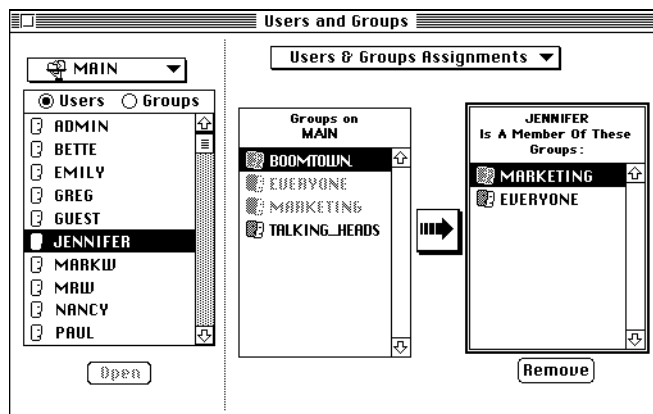 Users and Groups
MAIN
Users & Groups Assignments
Users Groups
ADMIN
BETTE
EMILY
GREG
GUEST
JENNIFER
MARKW
MRW
NANCY
PAUL
Open
Groups on
MAIN
BOOMTOWN
EVERYONE
MARKETING
TALKING_HEADS
JENNIFER
Is A Member Of These
Groups:
MARKETING
EVERYONE
Remove